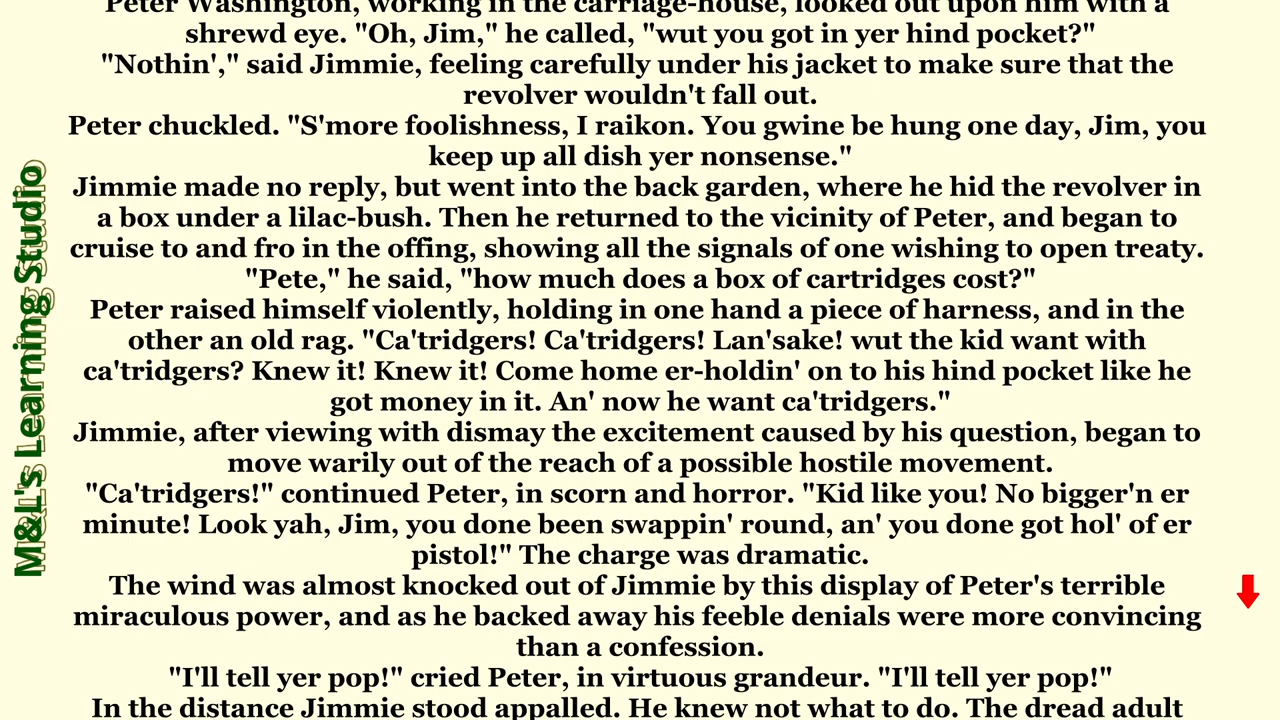 Peter Washington, working in the carriage-house, looked out upon him with a
shrewd eye. "Oh, Jim," he called, "wut you got in yer hind pocket?"
"Nothin'," said Jimmie, feeling carefully under his jacket to make sure that the
revolver wouldn't fall out.
Peter chuckled. "S'more foolishness, I raikon. You gwine be hung one day, Jim, you
keep up all dish yer nonsense."
Jimmie made no reply, but went into the back garden, where he hid the revolver in
a box under a lilac-bush. Then he returned to the vicinity of Peter, and began to
cruise to and fro in the offing, showing all the signals of one wishing to open treaty.
"Pete," he said, "how much does a box of cartridges cost?"
Peter raised himself violently, holding in one hand a piece of harness, and in the
other an old rag. "Ca'tridgers! Ca'tridgers! Lan'sake! wut the kid want with
ca'tridgers? Knew it! Knew it! Come home er-holdin' on to his hind pocket like he
got money in it. An' now he want ca'tridgers."
Jimmie, after viewing with dismay the excitement caused by his question, began to
move warily out of the reach of a possible hostile movement.
"Ca'tridgers!" continued Peter, in scorn and horror. "Kid like you! No bigger'n er
minute! Look yah, Jim, you done been swappin' round, an' you done got hol' of er
pistol!" The charge was dramatic.
The wind was almost knocked out of Jimmie by this display of Peter's terrible
miraculous power, and as he backed away his feeble denials were more convincing
than a confession.
"I'll tell yer pop!" cried Peter, in virtuous grandeur. "I'll tell yer pop!"
In the distance Jimmie stood appalled. He knew not what to do. The dread adult
M&L's Learning Studio